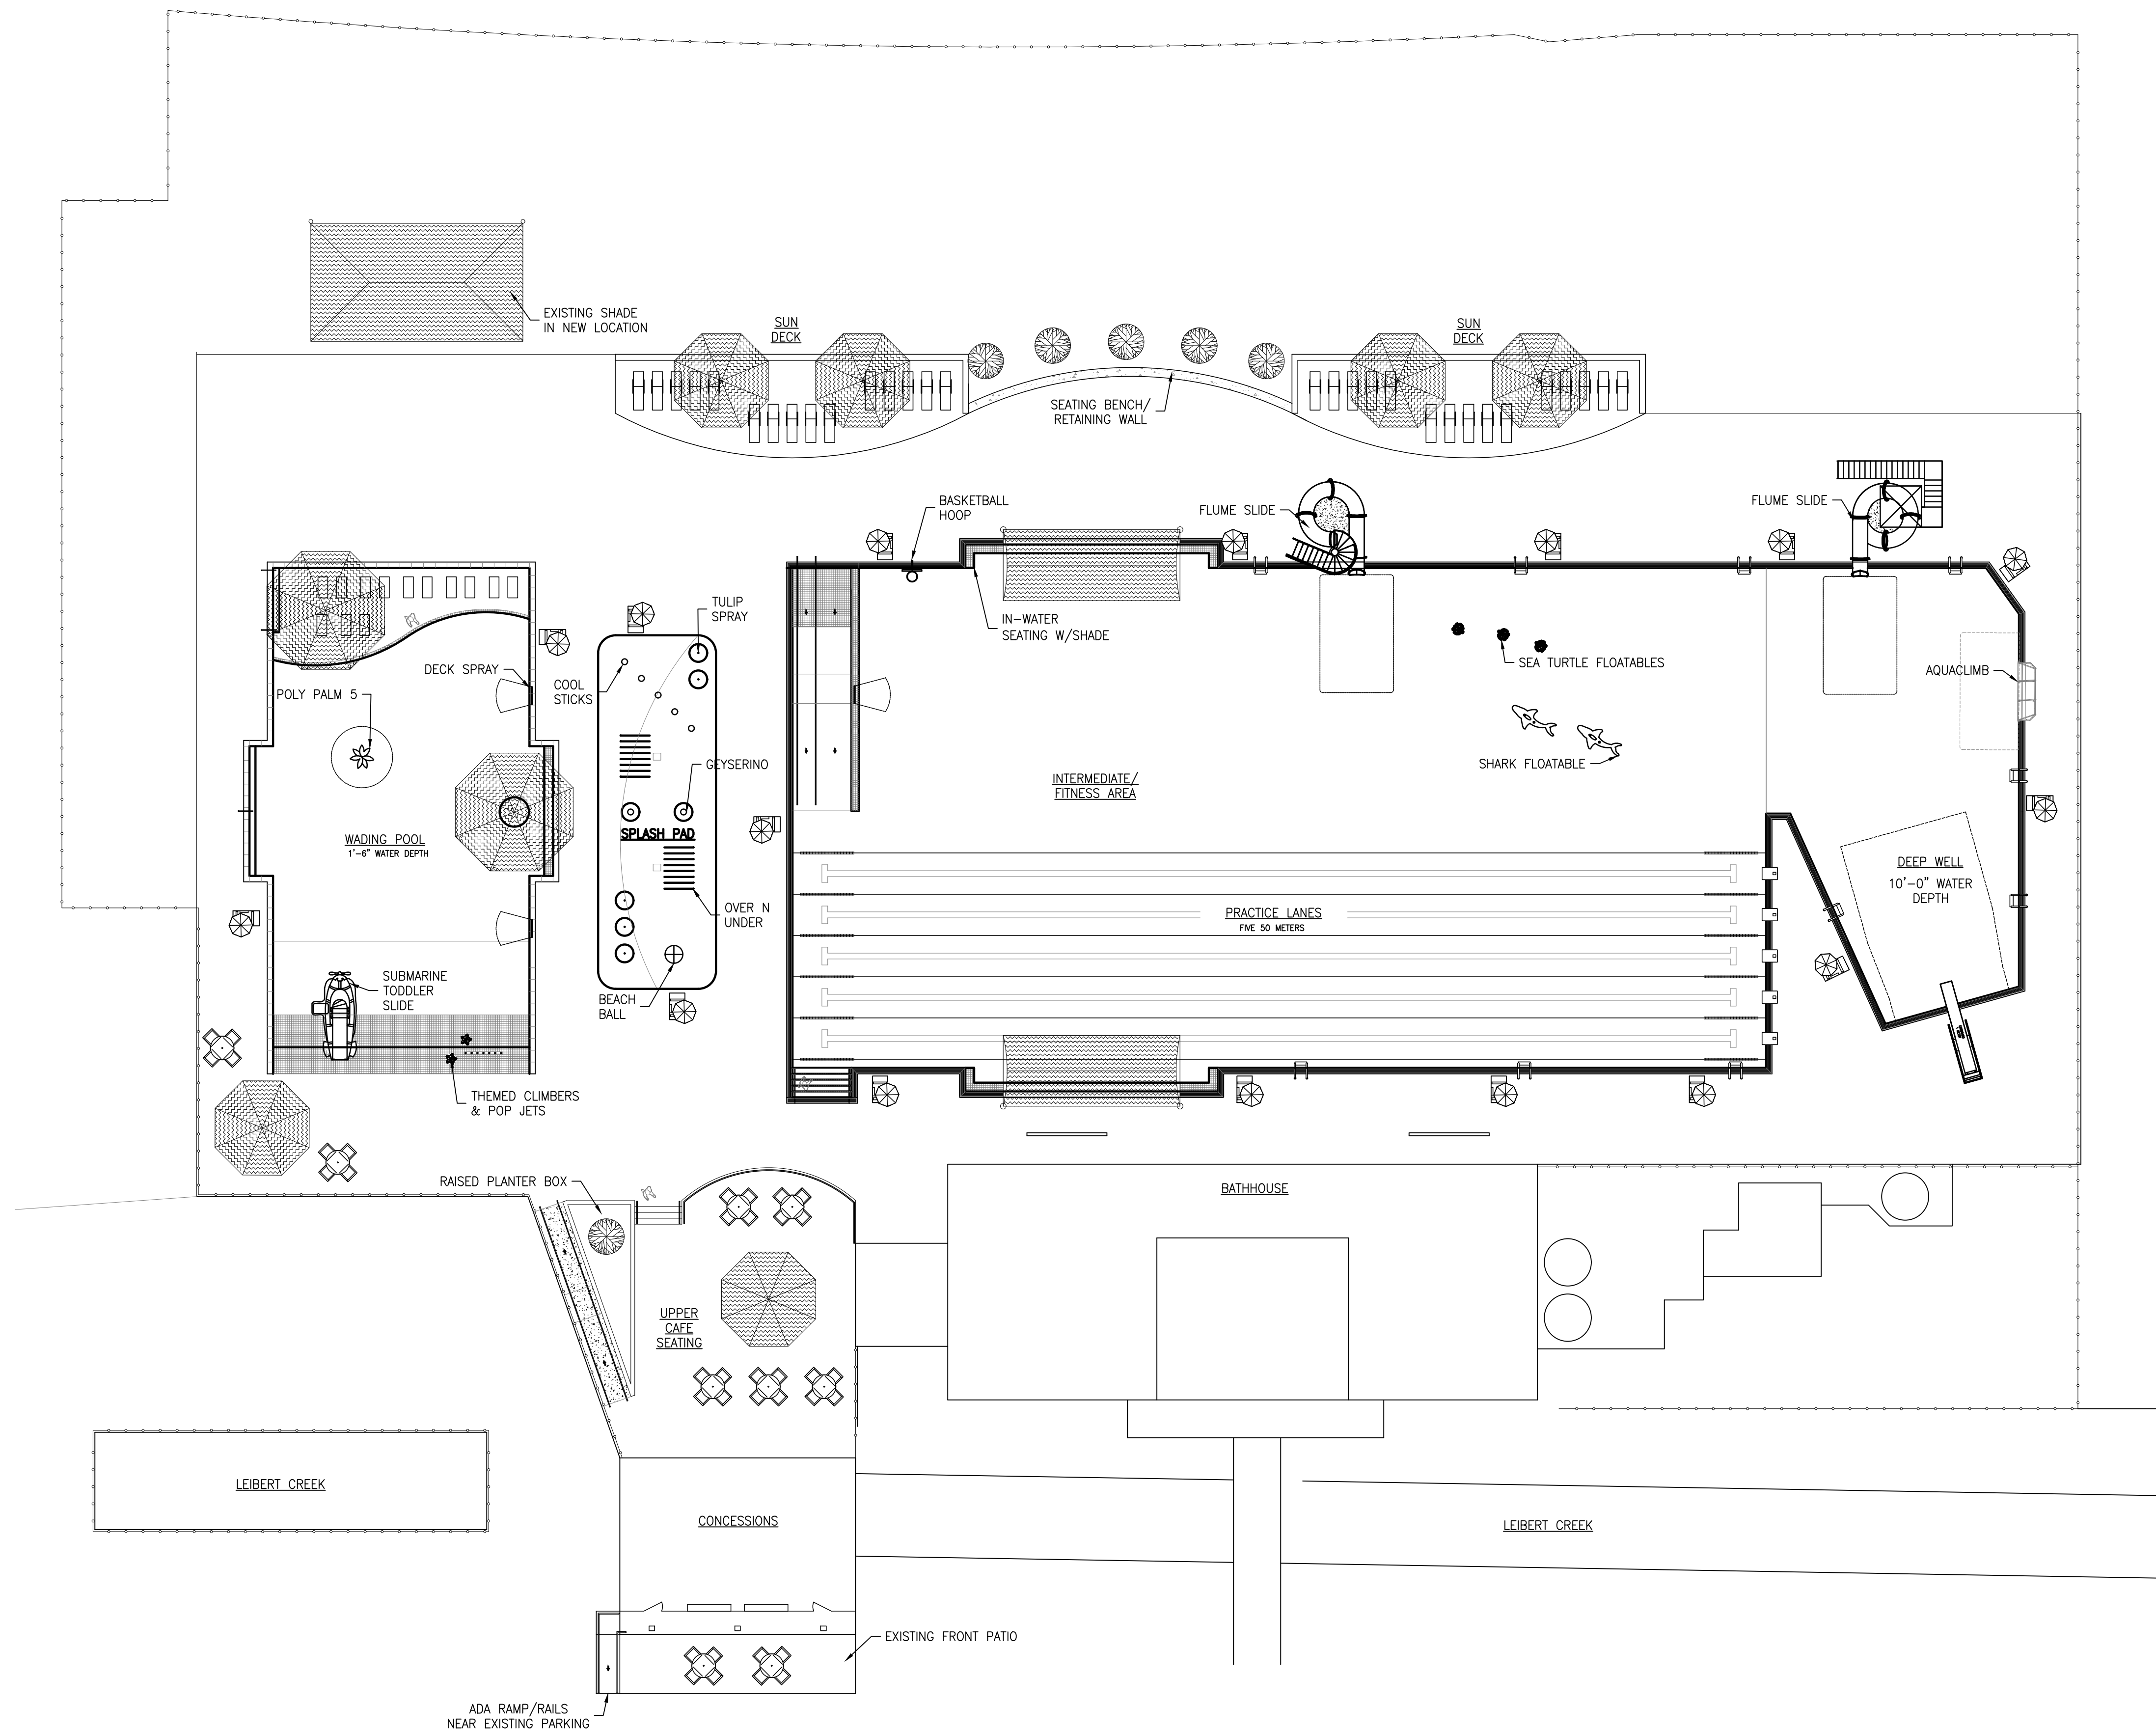 EXISTING SHADE
IN NEW LOCATION
SUN
DECK
SUN
DECK
SEATING BENCH/
RETAINING WALL
BASKETBALL
HOOP
FLUME SLIDE
FLUME SLIDE
TULIP
SPRAY
IN-WATER
SEATING W/SHADE
DECK SPRAY
COOL
STICKS
POLY PALM 5
SEA TURTLE FLOATABLES
AQUACLIMB
GEYSERINO
SHARK FLOATABLE
INTERMEDIATE/
FITNESS AREA
SPLASH PAD
WADING POOL
1'-6" WATER DEPTH
DEEP WELL
10'-0" WATER
DEPTH
OVER N
UNDER
PRACTICE LANES
FIVE 50 METERS
SUBMARINE
TODDLER
SLIDE
BEACH
BALL
THEMED CLIMBERS
& POP JETS
RAISED PLANTER BOX
BATHHOUSE
UPPER
CAFE
SEATING
LEIBERT CREEK
CONCESSIONS
LEIBERT CREEK
EXISTING FRONT PATIO
ADA RAMP/RAILS
NEAR EXISTING PARKING